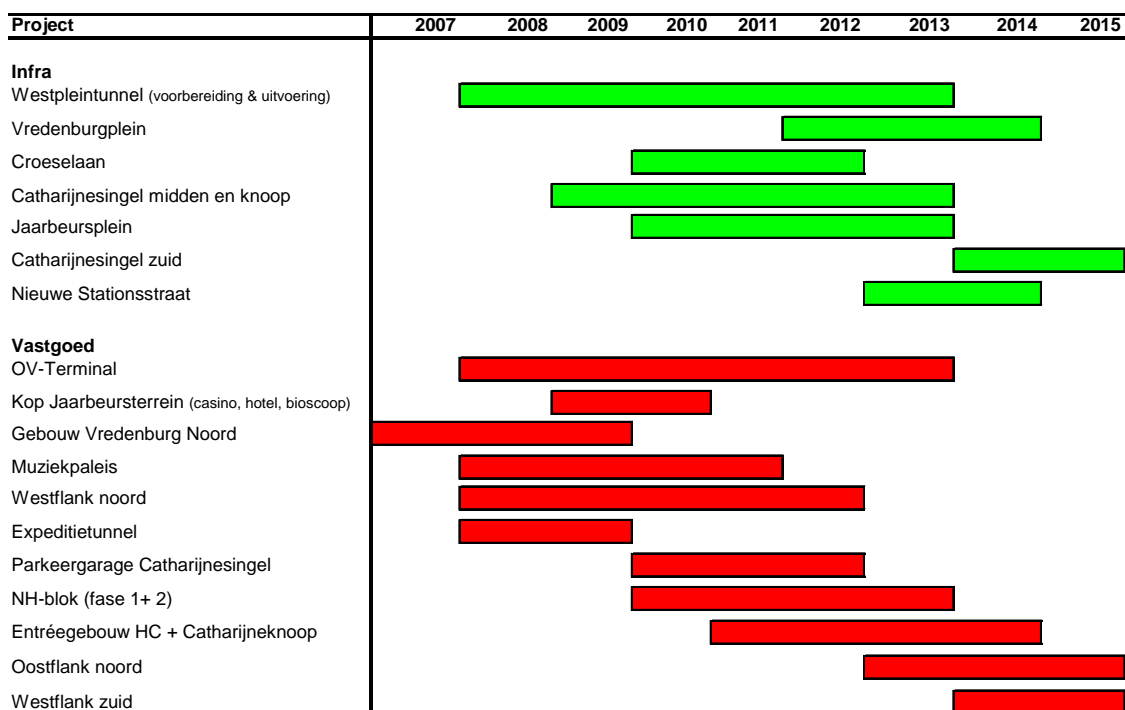 Project 2007 2008 2009 2010 2011 2012 2013 2014 2015
Infra
Westpleintunnel (voorbereiding & uitvoering)
Vredenburgplein
Croeselaan
Catharijnesingel midden en knoop
Jaarbeursplein
Catharijnesingel zuid
Nieuwe Stationsstraat
Vastgoed
OV-Terminal
Kop Jaarbeursterrein (casino, hotel, bioscoop)
Gebouw Vredenburg Noord
Muziekpaleis
Westflank noord
Expeditietunnel
Parkeergarage Catharijnesingel
NH-blok (fase 1+ 2)
Entréegebouw HC + Catharijneknoop
Oostflank noord
Westflank zuid